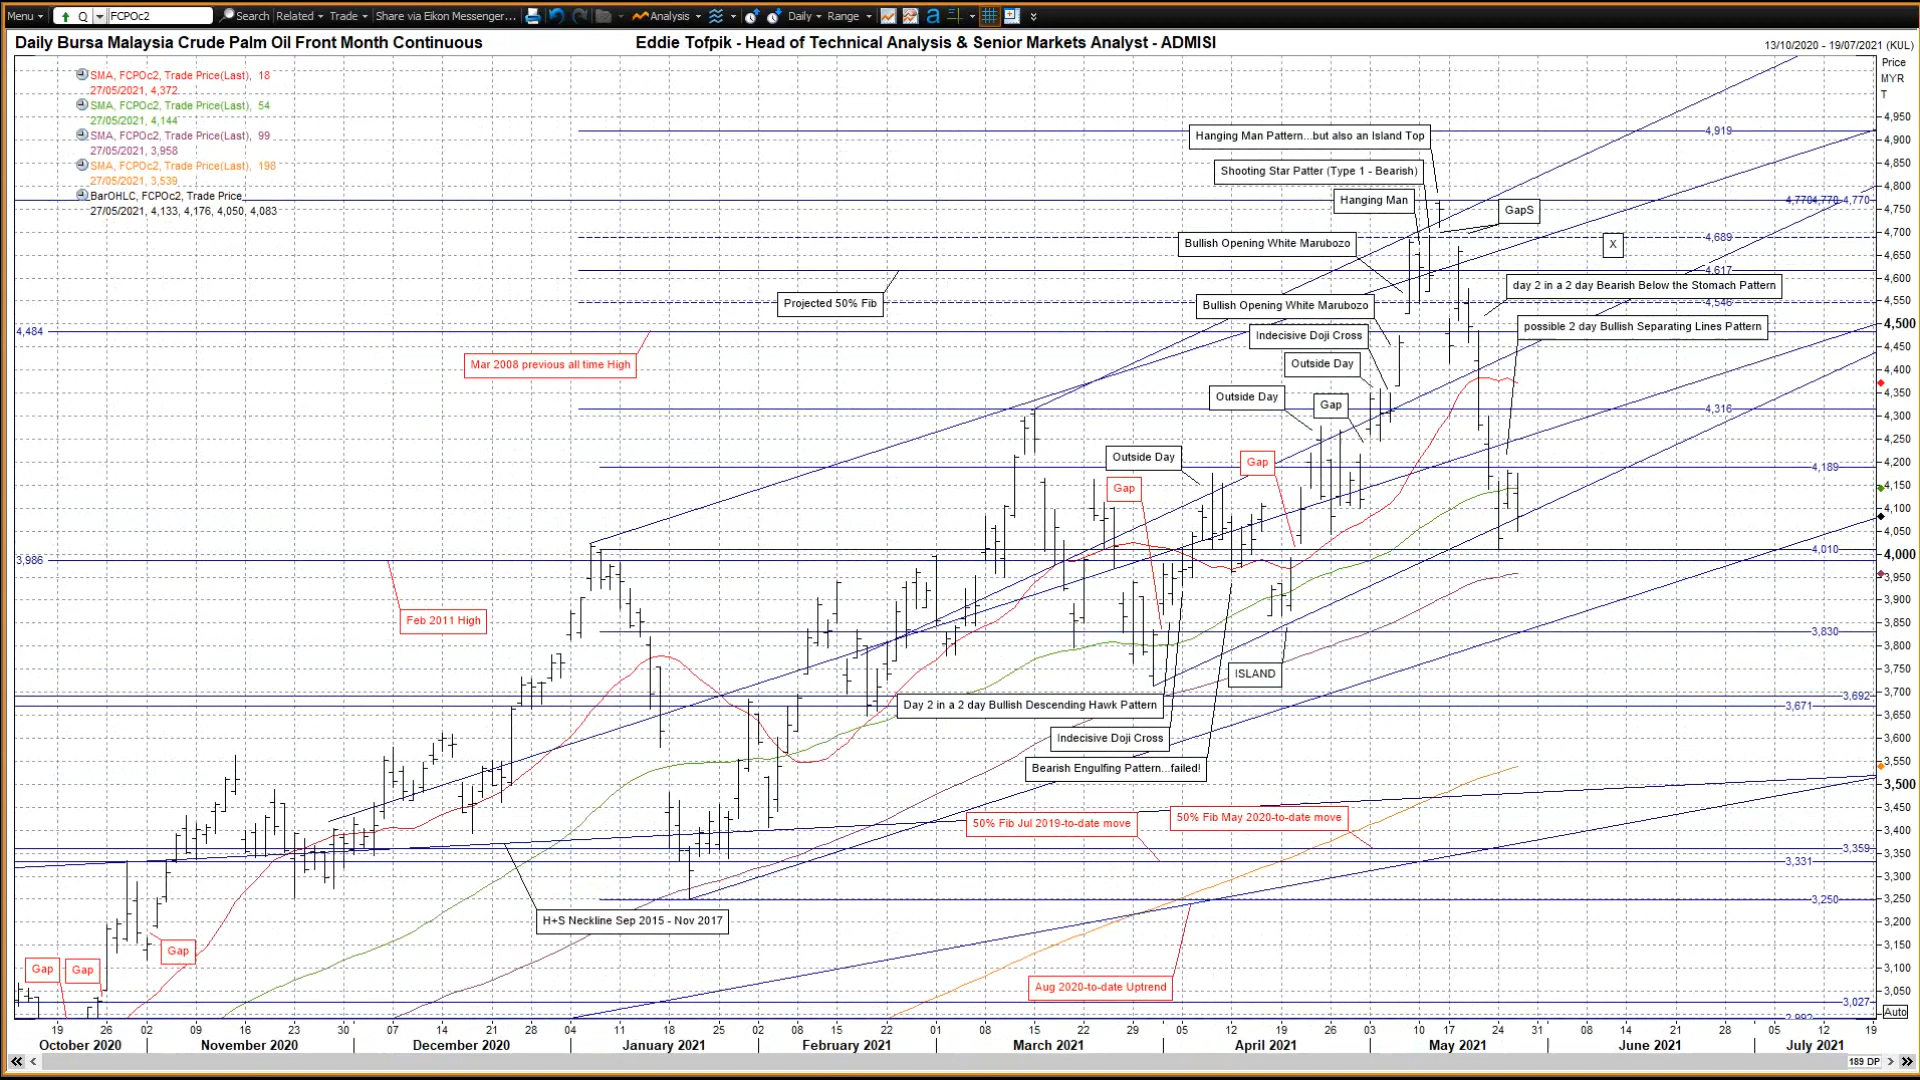 Menu Q FCPOc2 Search Related Trade Share via Eikon Messenger... Analysis Daily Range
Daily Bursa Malaysia Crude Palm Oil Front Month Continuous
Eddie Tofpik - Head of Technical Analysis & Senior Markets Analyst - ADMISI
13/10/2020 - 19/07/2021 (KUL)
Price
MYR
T
SMA, FCPOc2, Trade Price(Last), 18
27/05/2021, 4,372
SMA, FCPOc2, Trade Price(Last), 54
27/05/2021, 4,144
SMA, FCPOc2, Trade Price(Last), 99
27/05/2021, 3,958
SMA, FCPOc2, Trade Price(Last), 198
27/05/2021, 3,539
BarOHLC, FCPOc2, Trade Price
27/05/2021, 4,133, 4,176, 4,050, 4,083
Hanging Man Pattern...but also an Island Top
Shooting Star Patter (Type 1 - Bearish)
Hanging Man
GapS
Bullish Opening White Marubozo
X
Projected 50% Fib
Bullish Opening White Marubozo
day 2 in a 2 day Bearish Below the Stomach Pattern
possible 2 day Bullish Separating Lines Pattern
Indecisive Doji Cross
Mar 2008 previous all time High
Outside Day
Outside Day
Gap
Outside Day
Gap
Gap
Feb 2011 High
ISLAND
Day 2 in a 2 day Bullish Descending Hawk Pattern
Indecisive Doji Cross
Bearish Engulfing Pattern...failed!
50% Fib Jul 2019-to-date move
50% Fib May 2020-to-date move
H+S Neckline Sep 2015 - Nov 2017
Gap
Gap
Gap
Aug 2020-to-date Uptrend
4,919
4,770
4,770
4,770
4,689
4,617
4,546
4,484
4,316
4,189
4,010
3,986
3,830
3,692
3,671
3,359
3,331
3,250
3,027
4,950
4,900
4,850
4,800
4,750
4,700
4,650
4,600
4,550
4,500
4,450
4,400
4,350
4,300
4,250
4,200
4,150
4,100
4,050
4,000
3,950
3,900
3,850
3,800
3,750
3,700
3,650
3,600
3,550
3,500
3,450
3,400
3,350
3,300
3,250
3,200
3,150
3,100
3,050
Auto
19 26 02 09 16 23 30 07 14 21 28 04 11 18 25 02 08 15 22 01 08 15 22 29 05 12 19 26 03 10 17 24 01 08 14 21 28 05 12 19
October 2020 November 2020 December 2020 January 2021 February 2021 March 2021 April 2021 May 2021 June 2021 July 2021
189 DP